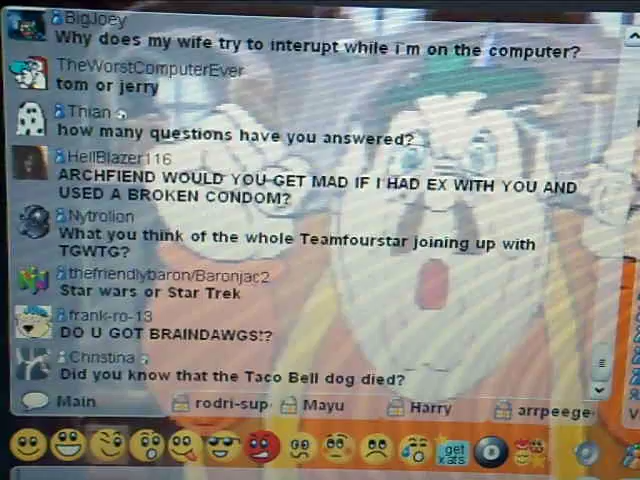 BigJoey
Why does my wife try to interupt while i'm on the computer?
TheWorstComputerEver
tom or jerry
Thian
how many questions have you answered?
HellBlazer116
ARCHFIEND WOULD YOU GET MAD IF I HAD EX WITH YOU AND
USED A BROKEN CONDOM?
Nytrolion
What you think of the whole Teamfourstar joining up with
TGWTG?
thefriendlybaron/Baronjac2
Star wars or Star Trek
frank-ro-13
DO U GOT BRAINDAWGS!?
Christina
Did you know that the Taco Bell dog died?
Main rodri-sup Mayu Harry arrpeege
get
xats
8